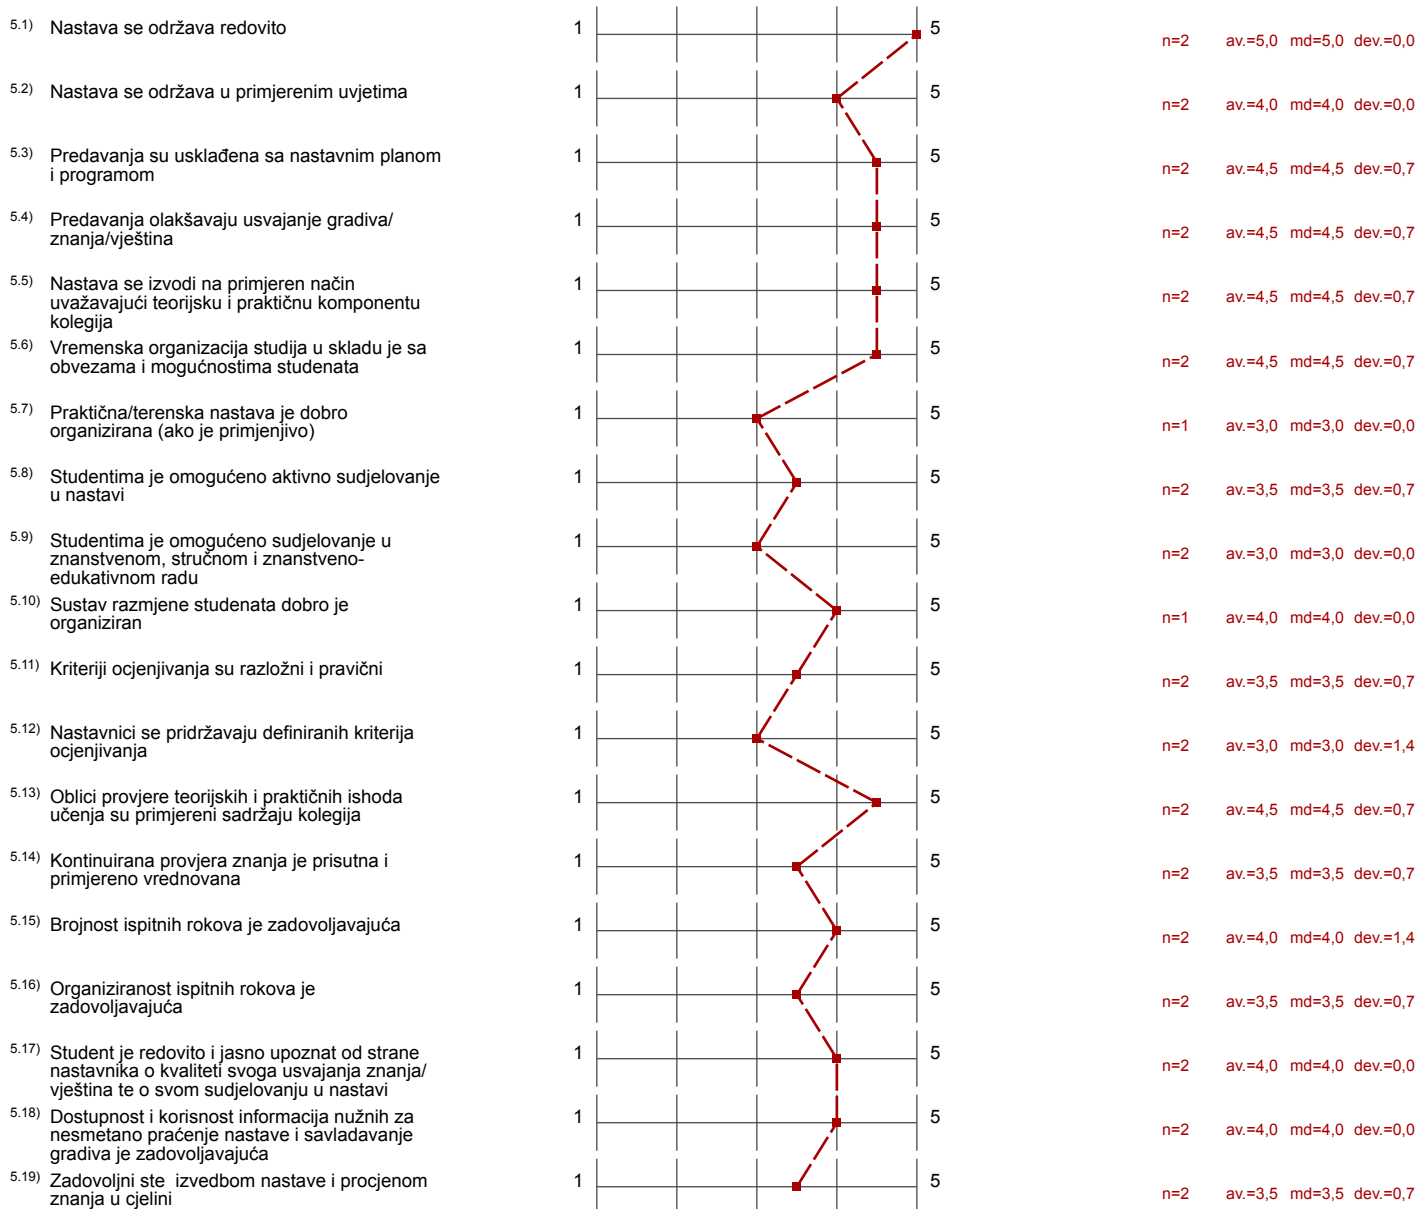 5.1) Nastava se održava redovito 1 5 n=2 av.=5,0 md=5,0 dev.=0,0
5.2) Nastava se održava u primjerenim uvjetima 1 5 n=2 av.=4,0 md=4,0 dev.=0,0
5.3) Predavanja su usklađena sa nastavnim planom
i programom 1 5 n=2 av.=4,5 md=4,5 dev.=0,7
5.4) Predavanja olakšavaju usvajanje gradiva/
znanja/vještina 1 5 n=2 av.=4,5 md=4,5 dev.=0,7
5.5) Nastava se izvodi na primjeren način
uvažavajući teorijsku i praktičnu komponentu
kolegija 1 5 n=2 av.=4,5 md=4,5 dev.=0,7
5.6) Vremenska organizacija studija u skladu je sa
obvezama i mogućnostima studenata 1 5 n=2 av.=4,5 md=4,5 dev.=0,7
5.7) Praktična/terenska nastava je dobro
organizirana (ako je primjenjivo) 1 5 n=1 av.=3,0 md=3,0 dev.=0,0
5.8) Studentima je omogućeno aktivno sudjelovanje
u nastavi 1 5 n=2 av.=3,5 md=3,5 dev.=0,7
5.9) Studentima je omogućeno sudjelovanje u
znanstvenom, stručnom i znanstveno-
edukativnom radu 1 5 n=2 av.=3,0 md=3,0 dev.=0,0
5.10) Sustav razmjene studenata dobro je
organiziran 1 5 n=1 av.=4,0 md=4,0 dev.=0,0
5.11) Kriteriji ocjenjivanja su razložni i pravični 1 5 n=2 av.=3,5 md=3,5 dev.=0,7
5.12) Nastavnici se pridržavaju definiranih kriterija
ocjenjivanja 1 5 n=2 av.=3,0 md=3,0 dev.=1,4
5.13) Oblici provjere teorijskih i praktičnih ishoda
učenja su primjereni sadržaju kolegija 1 5 n=2 av.=4,5 md=4,5 dev.=0,7
5.14) Kontinuirana provjera znanja je prisutna i
primjereno vrednovana 1 5 n=2 av.=3,5 md=3,5 dev.=0,7
5.15) Brojnost ispitnih rokova je zadovoljavajuća 1 5 n=2 av.=4,0 md=4,0 dev.=1,4
5.16) Organiziranost ispitnih rokova je
zadovoljavajuća 1 5 n=2 av.=3,5 md=3,5 dev.=0,7
5.17) Student je redovito i jasno upoznat od strane
nastavnika o kvaliteti svoga usvajanja znanja/
vještina te o svom sudjelovanju u nastavi 1 5 n=2 av.=4,0 md=4,0 dev.=0,0
5.18) Dostupnost i korisnost informacija nužnih za
nesmetano praćenje nastave i savladavanje
gradiva je zadovoljavajuća 1 5 n=2 av.=4,0 md=4,0 dev.=0,0
5.19) Zadovoljni ste izvedbom nastave i procjenom
znanja u cjelini 1 5 n=2 av.=3,5 md=3,5 dev.=0,7